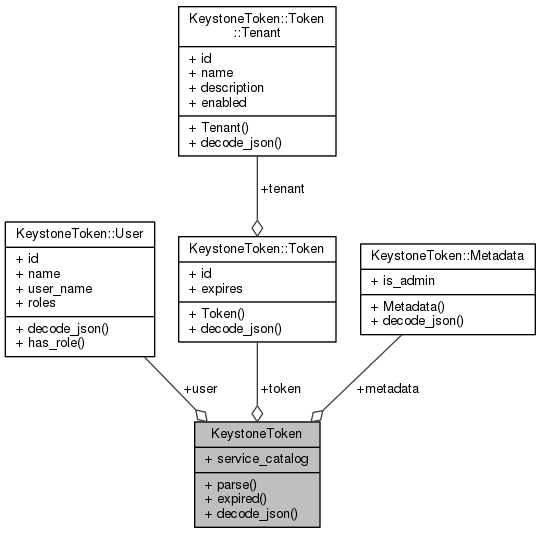 KeystoneToken::Token
::Tenant
+ id
+ name
+ description
+ enabled
+ Tenant()
+ decode_json()
+tenant
KeystoneToken::User
+ id
+ name
+ user_name
+ roles
+ decode_json()
+ has_role()
KeystoneToken::Token
+ id
+ expires
+ Token()
+ decode_json()
KeystoneToken::Metadata
+ is_admin
+ Metadata()
+ decode_json()
+user
+token
+metadata
KeystoneToken
+ service_catalog
+ parse()
+ expired()
+ decode_json()